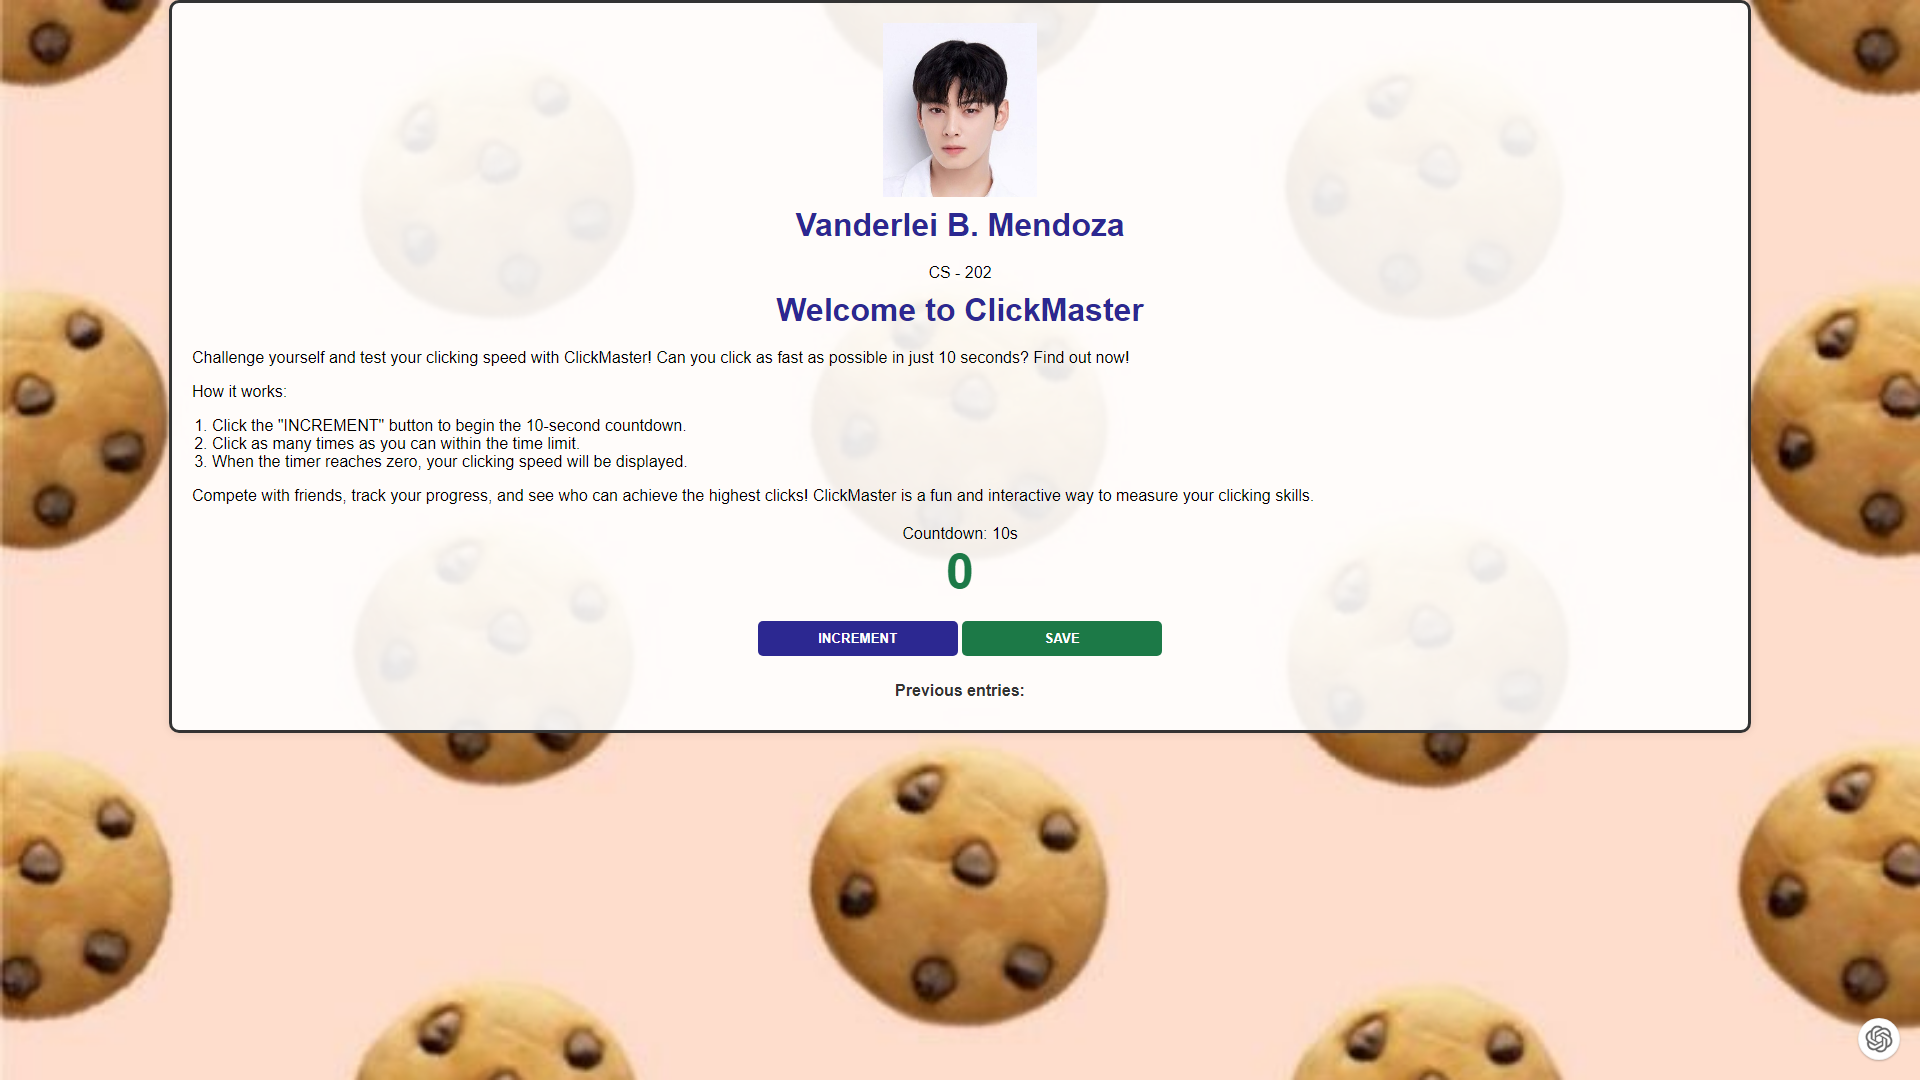 Vanderlei B. Mendoza
CS - 202
Welcome to ClickMaster
Challenge yourself and test your clicking speed with ClickMaster! Can you click as fast as possible in just 10 seconds? Find out now!
How it works:
1. Click the "INCREMENT" button to begin the 10-second countdown.
2. Click as many times as you can within the time limit.
3. When the timer reaches zero, your clicking speed will be displayed.
Compete with friends, track your progress, and see who can achieve the highest clicks! ClickMaster is a fun and interactive way to measure your clicking skills.
Countdown: 10s
0
INCREMENT SAVE
Previous entries: